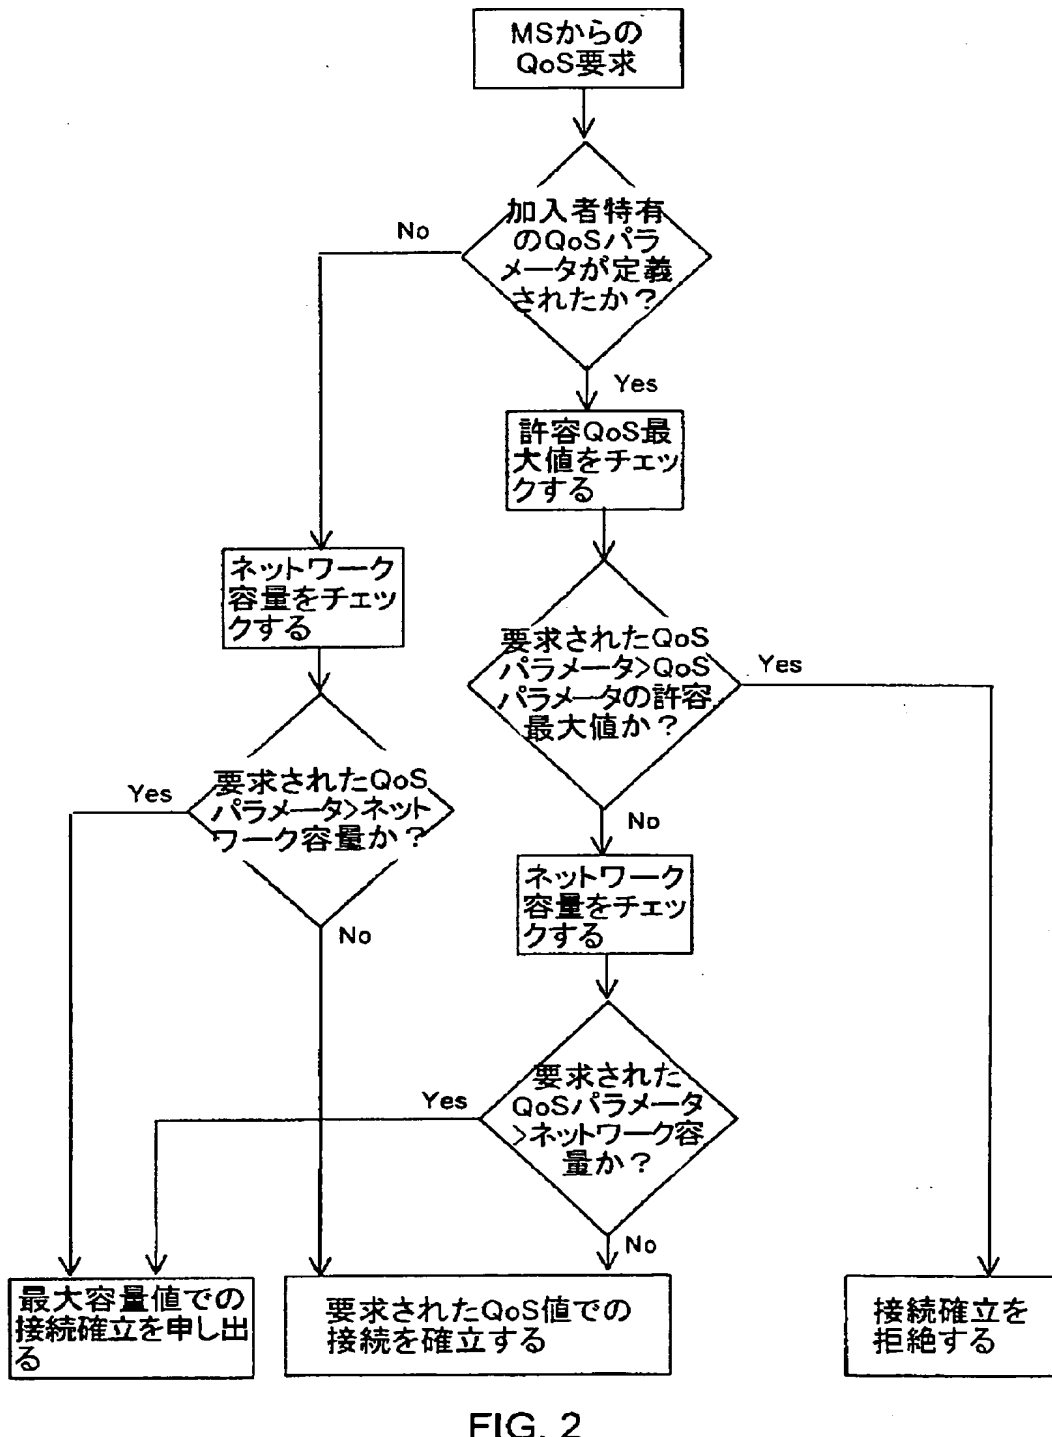 MSからの
QoS要求
加入者特有
のQoSパラ
メータが定義
されたか？
No
Yes
許容QoS最
大値をチェッ
クする
ネットワーク
容量をチェッ
クする
要求されたQoS
パラメータ>QoS
パラメータの許容
最大値か？
Yes
No
要求されたQoS
パラメータ>ネット
ワーク容量か？
Yes
No
ネットワーク
容量をチェッ
クする
要求された
QoSパラメータ
>ネットワーク容
量か？
Yes
No
最大容量値での
接続確立を申し出
る
要求されたQoS値での
接続を確立する
接続確立を
拒絶する
FIG. 2